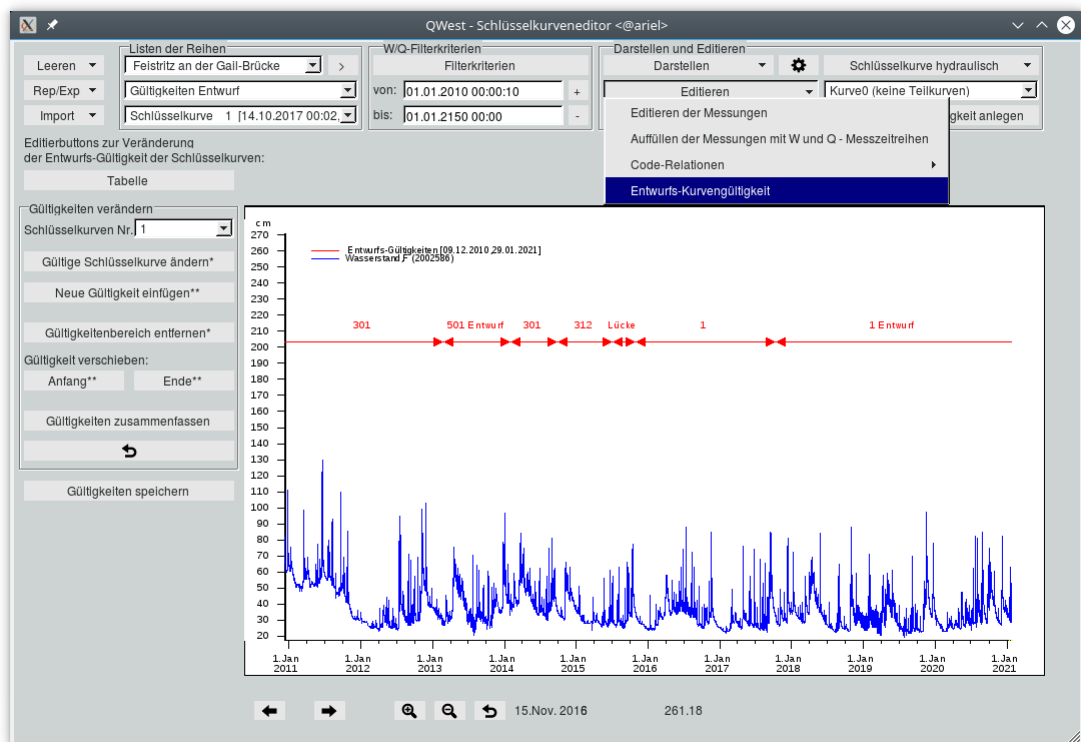 QWest - Schlüsselkurveneditor <@ariel>
Listen der Reihen
W/Q-Filterkriterien
Darstellen und Editieren
Leeren
Feistritz an der Gail-Brücke
>
Filterkriterien
Darstellen
Schlüsselkurve hydraulisch
Rep/Exp
Gültigkeiten Entwurf
von: 01.01.2010 00:00:10 +
Editieren
Kurve0 (keine Teilkurven)
Import
Schlüsselkurve 1 [14.10.2017 00:02,
bis: 01.01.2150 00:00 -
gkeit anlegen
Editieren der Messungen
Auffüllen der Messungen mit W und Q - Messzeitreihen
Code-Relationen
Entwurfs-Kurvengültigkeit
Editierbuttons zur Veränderung
der Entwurfs-Gültigkeit der Schlüsselkurven:
Tabelle
Gültigkeiten verändern
Schlüsselkurven Nr. 1
Gültige Schlüsselkurve ändern*
Neue Gültigkeit einfügen**
Gültigkeitenbereich entfernen*
Gültigkeit verschieben:
Anfang** Ende**
Gültigkeiten zusammenfassen
Gültigkeiten speichern
cm
270
260
250
240
230
220
210
200
190
180
170
160
150
140
130
120
110
100
90
80
70
60
50
40
30
20
Entwurfs-Gültigkeiten [09.12.2010,29.01.2021]
Wasserstand,F (2002586)
301 501 Entwurf 301 312 Lücke 1 1 Entwurf
1.Jan 1.Jan 1.Jan 1.Jan 1.Jan 1.Jan 1.Jan 1.Jan 1.Jan 1.Jan 1.Jan
2011 2012 2013 2014 2015 2016 2017 2018 2019 2020 2021
15.Nov. 2016 261.18